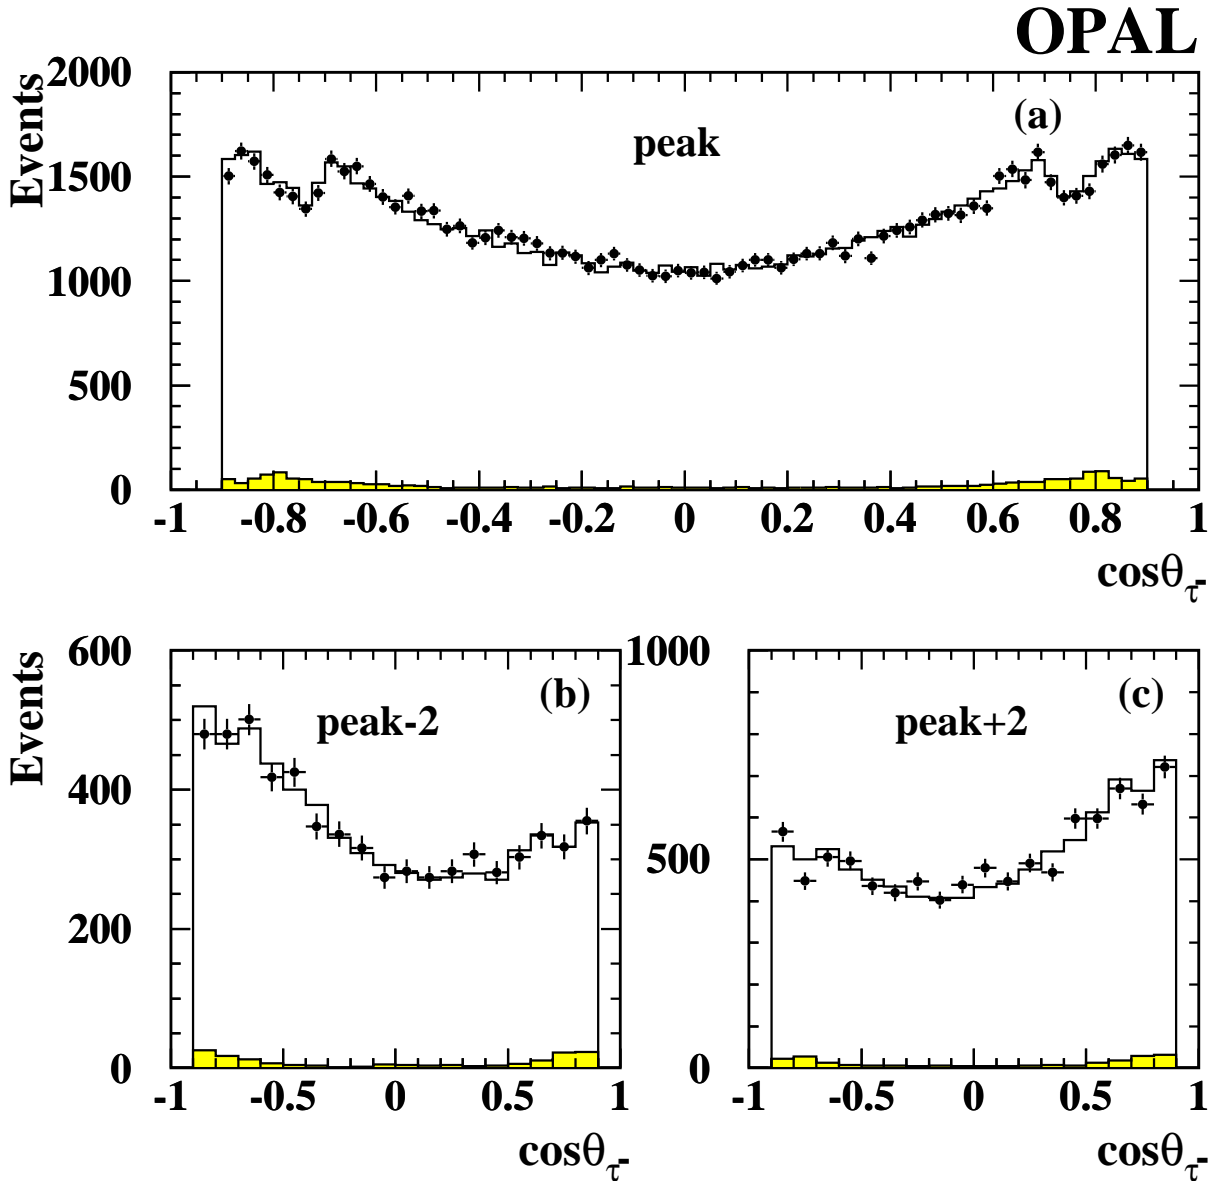 OPAL
Events
2000
1500
1000
500
0
peak
(a)
-1 -0.8 -0.6 -0.4 -0.2 0 0.2 0.4 0.6 0.8 1
cosθτ-
Events
600
400
200
0
peak-2
(b)
-1 -0.5 0 0.5 1
cosθτ-
1000
500
0
peak+2
(c)
-1 -0.5 0 0.5 1
cosθτ-